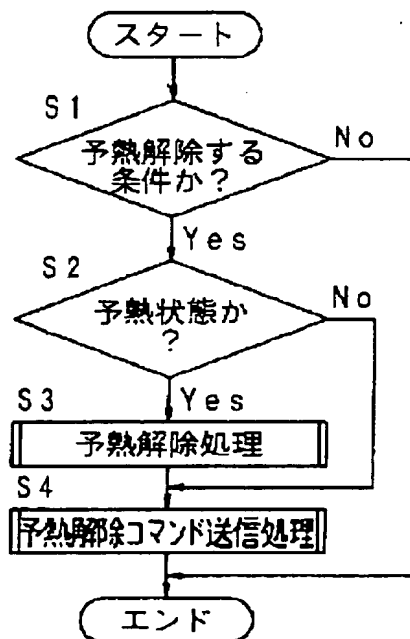 スタート
S1
予熱解除する
条件か?
No
Yes
S2
予熱状態か
?
No
Yes
S3
予熱解除処理
S4
予熱解除コマンド送信処理
エンド